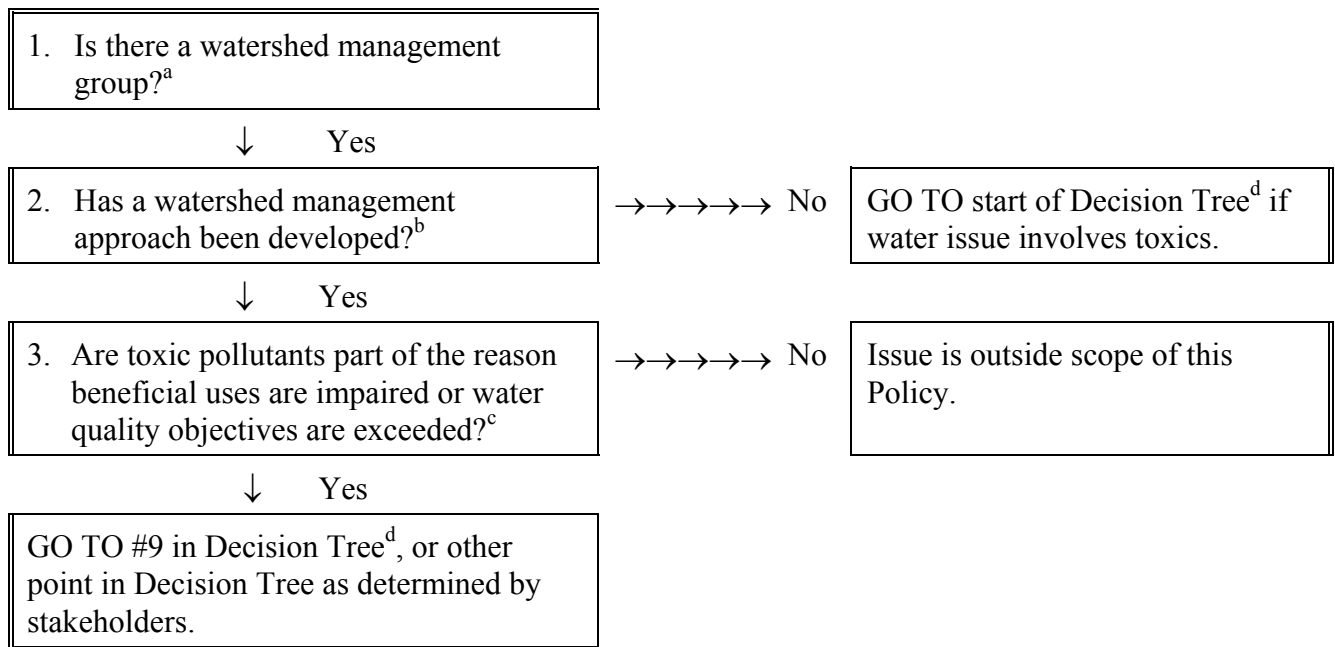 1. Is there a watershed management
group?a
↓ Yes
2. Has a watershed management
approach been developed?b
→→→→→ No
GO TO start of Decision Treed if
water issue involves toxics.
↓ Yes
3. Are toxic pollutants part of the reason
beneficial uses are impaired or water
quality objectives are exceeded?c
→→→→→ No
Issue is outside scope of this
Policy.
↓ Yes
GO TO #9 in Decision Treed, or other
point in Decision Tree as determined by
stakeholders.